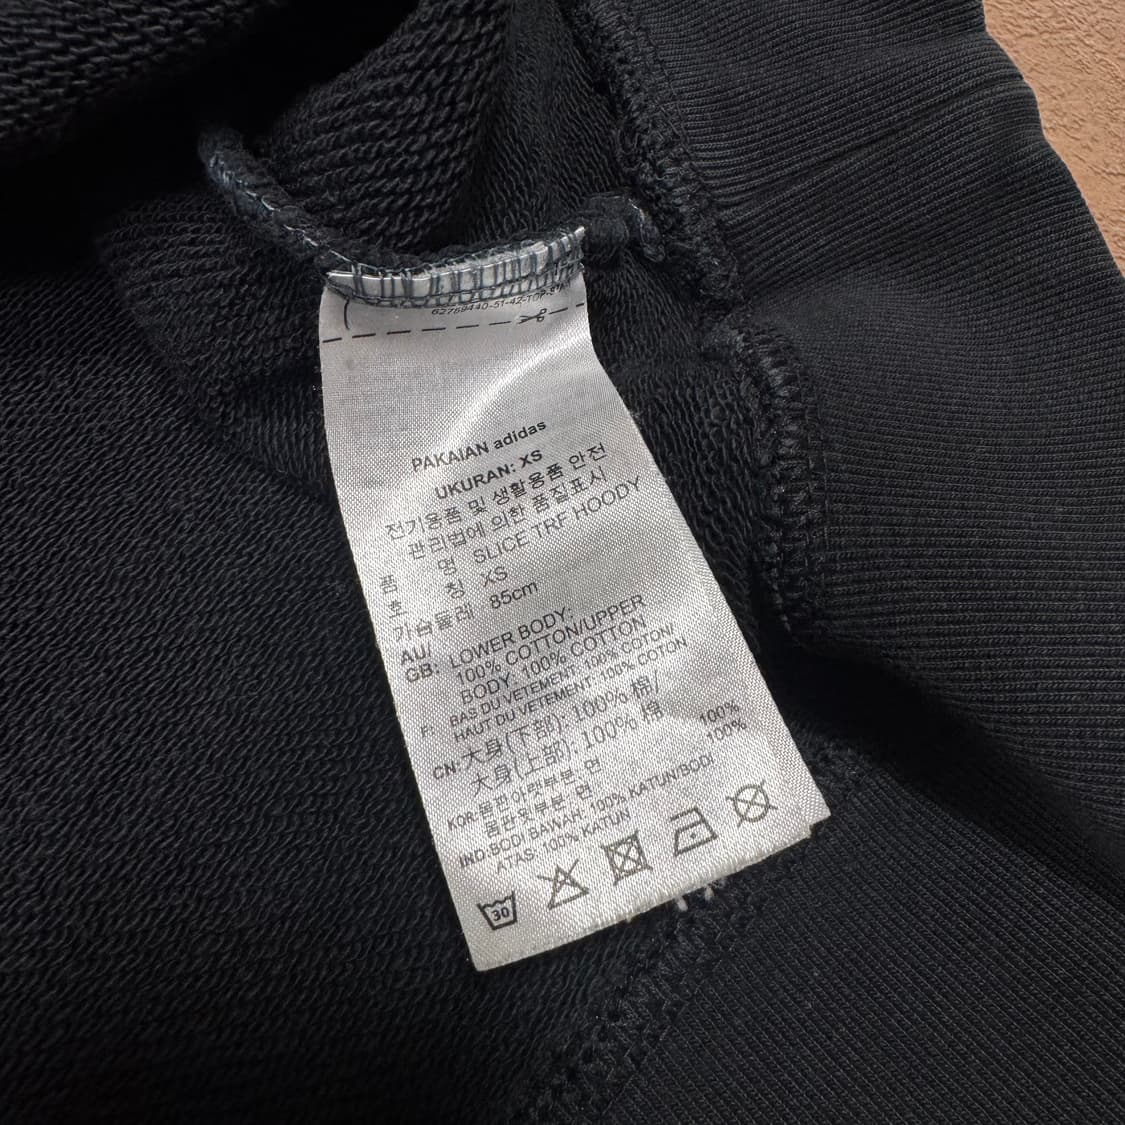 62769440-51-42-TOP-
PAKAIAN adidas
UKURAN: XS
전기용품 및 생활용품 안전
관리법에 의한 품질표시
품 명 SLICE TRF HOODY
호 칭 XS
가슴둘레 85cm
AU/
GB: LOWER BODY:
100% COTTON/UPPER
BODY, 100% COTTON
BAS DU VETEMENT: 100% COTON/
F: HAUT DU VETEMENT: 100% COTON
CN: 大身(下部): 100% 棉/
大身(上部): 100% 棉
KOR: 몸판아랫부분, 면 100%
몸판윗부분, 면 100%
IND: BODI BAWAH: 100% KATUN/BODI
ATAS: 100% KATUN
30